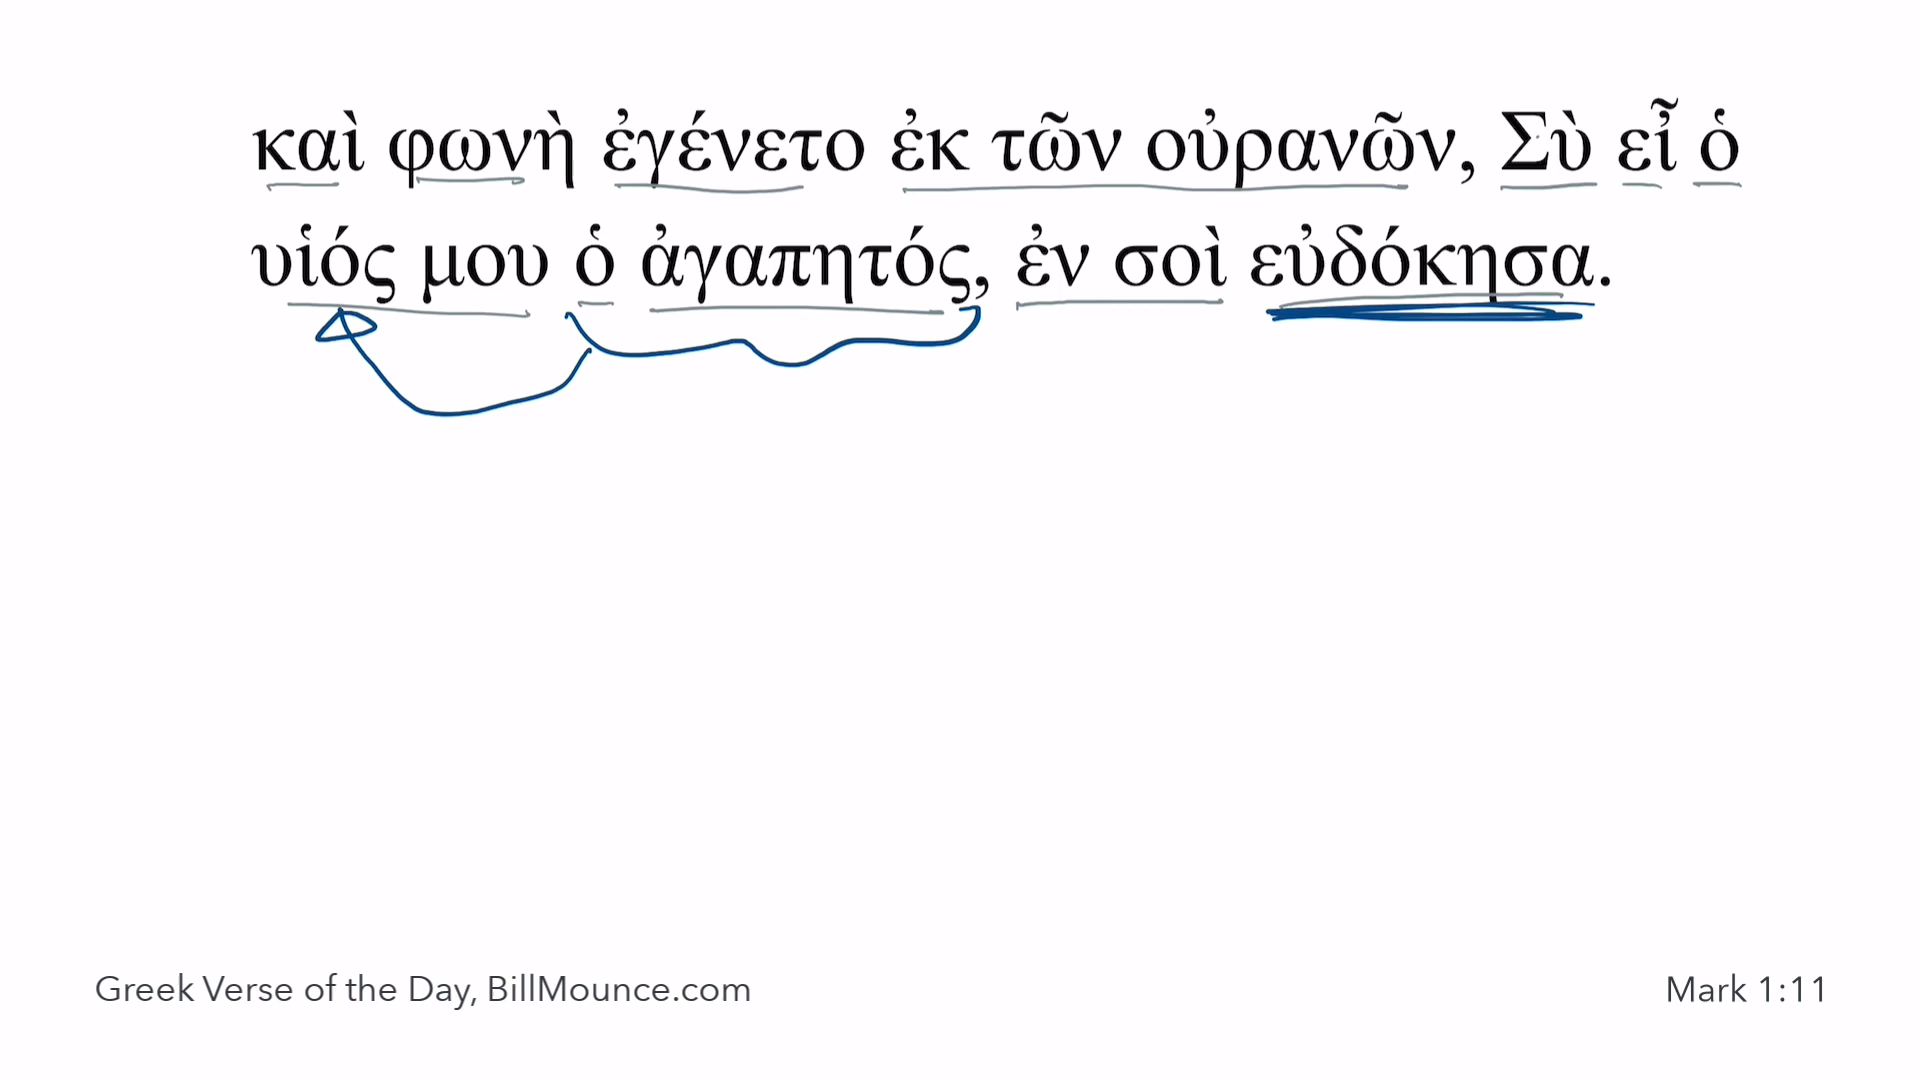 καὶ φωνὴ ἐγένετο ἐκ τῶν οὐρανῶν, Σὺ εἶ ὁ
υἱός μου ὁ ἀγαπητός, ἐν σοὶ εὐδόκησα.
Greek Verse of the Day, BillMounce.com
Mark 1:11